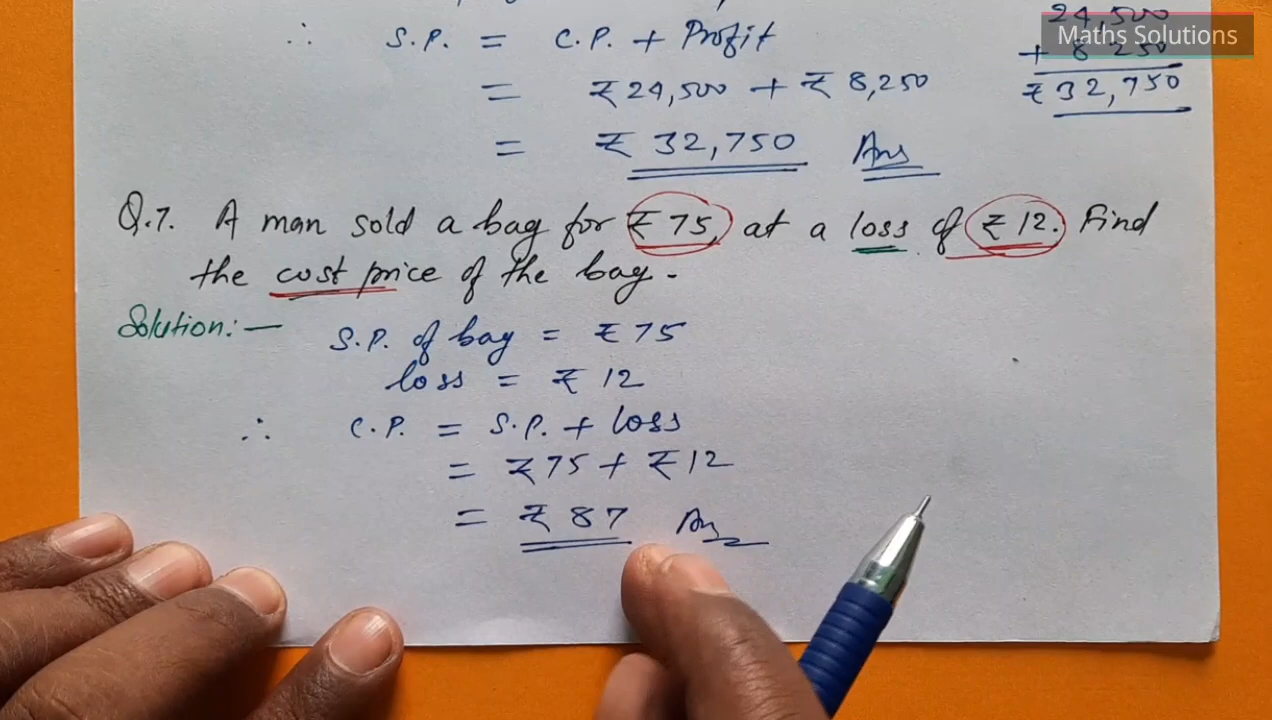 ∴ S.P. = C.P. + Profit
= ₹24,500 + ₹8,250
= ₹32,750 Ans
24,500
+ 8 250
₹32,750
Maths Solutions
Q.7. A man sold a bag for ₹75, at a loss of ₹12. Find
the cost price of the bag.
Solution:—
S.P. of bag = ₹75
loss = ₹12
∴ C.P. = S.P. + loss
= ₹75 + ₹12
= ₹87 Ans